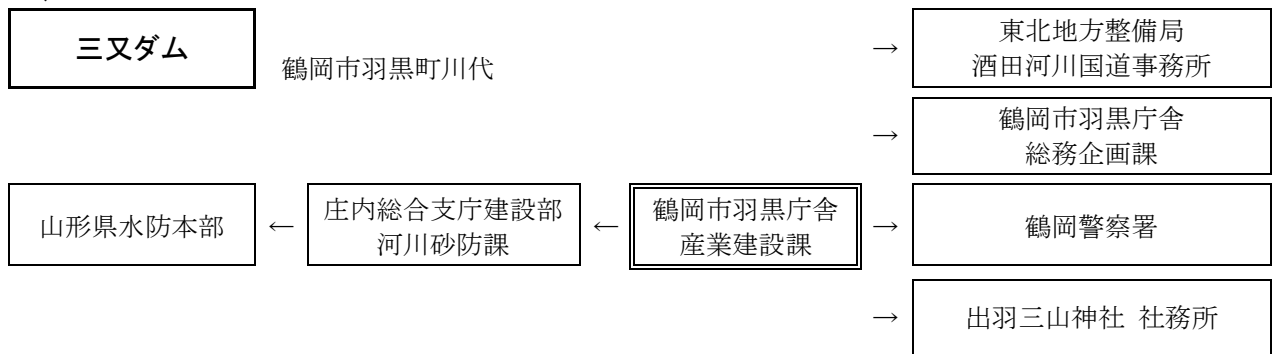 三又ダム
鶴岡市羽黒町川代
→
東北地方整備局
酒田河川国道事務所
→
鶴岡市羽黒庁舎
総務企画課
山形県水防本部
←
庄内総合支庁建設部
河川砂防課
←
鶴岡市羽黒庁舎
産業建設課
→
鶴岡警察署
→
出羽三山神社 社務所